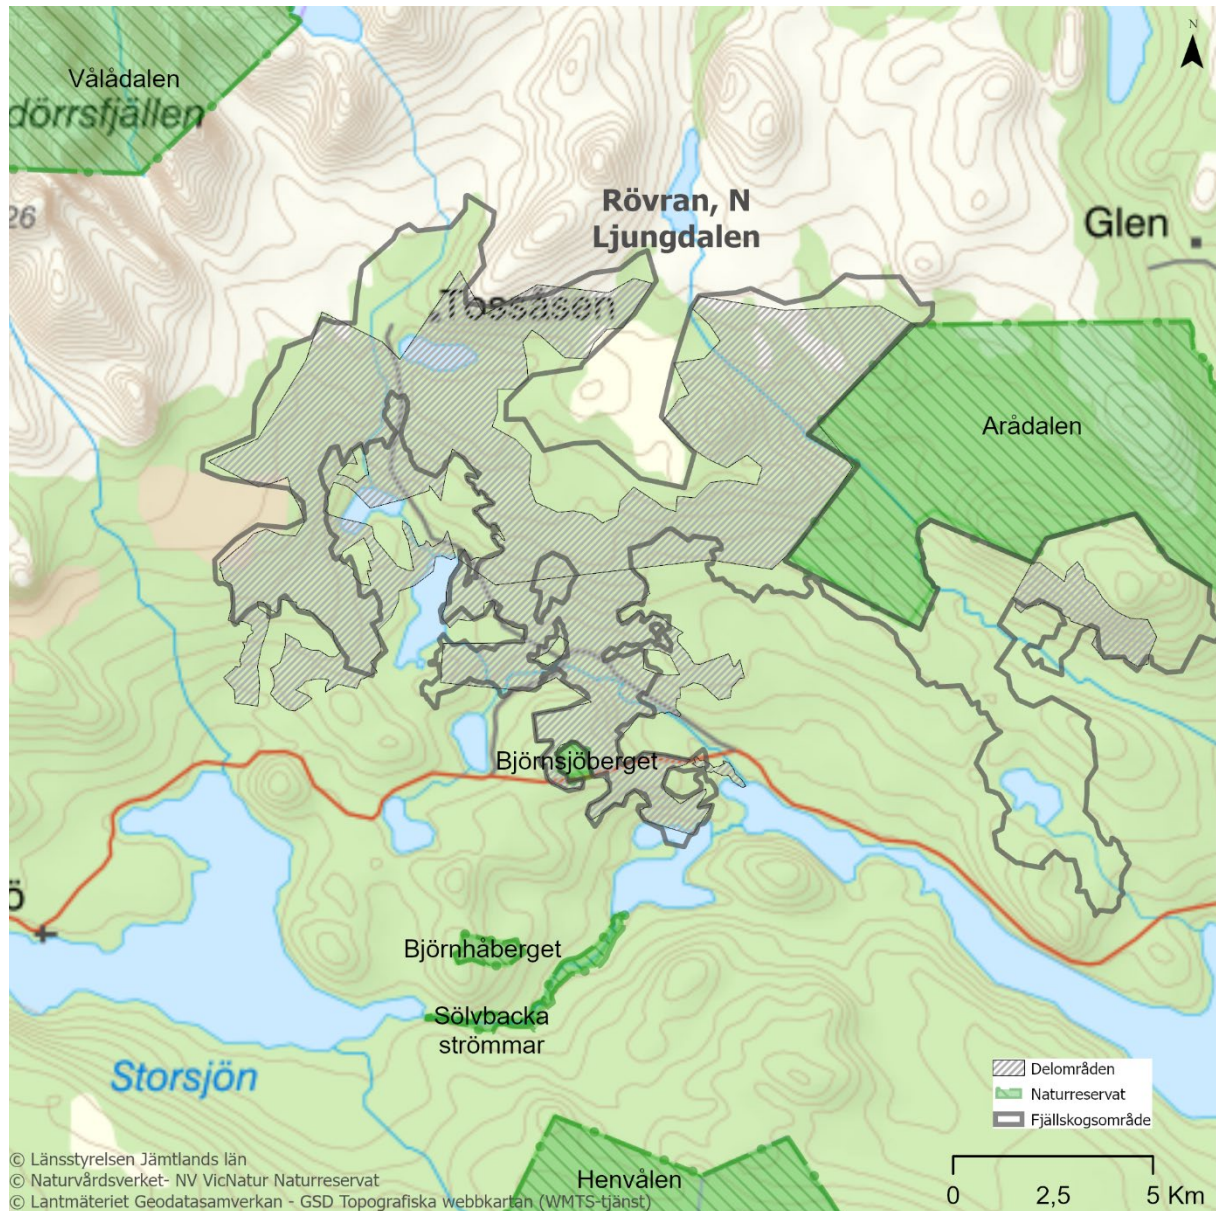 N
Vålådalen
dörrsfjällen
26
Rövran, N
Ljungdalen
Glen
Tossåsen
Arådalen
Björnsjöberget
ö
Björnhåberget
Sölvbacka
strömmar
Storsjön
Delområden
Naturreservat
Fjällskogsområde
© Länsstyrelsen Jämtlands län
© Naturvårdsverket- NV VicNatur Naturreservat
© Lantmäteriet Geodatasamverkan - GSD Topografiska webbkartan (WMTS-tjänst)
Henvålen
0 2,5 5 Km